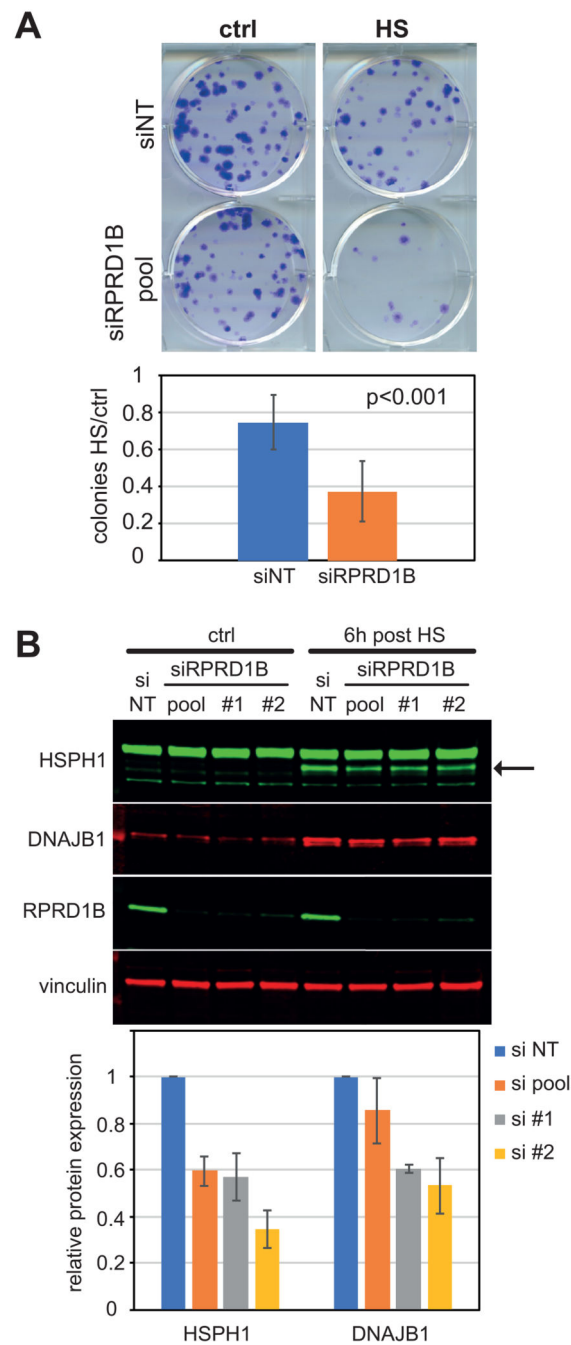 A
ctrl HS
siNT
siRPRD1B
pool
1
0.8
0.6
0.4
0.2
0
colonies HS/ctrl
p<0.001
siNT siRPRD1B
B
ctrl 6h post HS
si siRPRD1B si siRPRD1B
NT pool #1 #2 NT pool #1 #2
HSPH1
DNAJB1
RPRD1B
vinculin
relative protein expression
1
0.8
0.6
0.4
0.2
0
HSPH1 DNAJB1
si NT
si pool
si #1
si #2